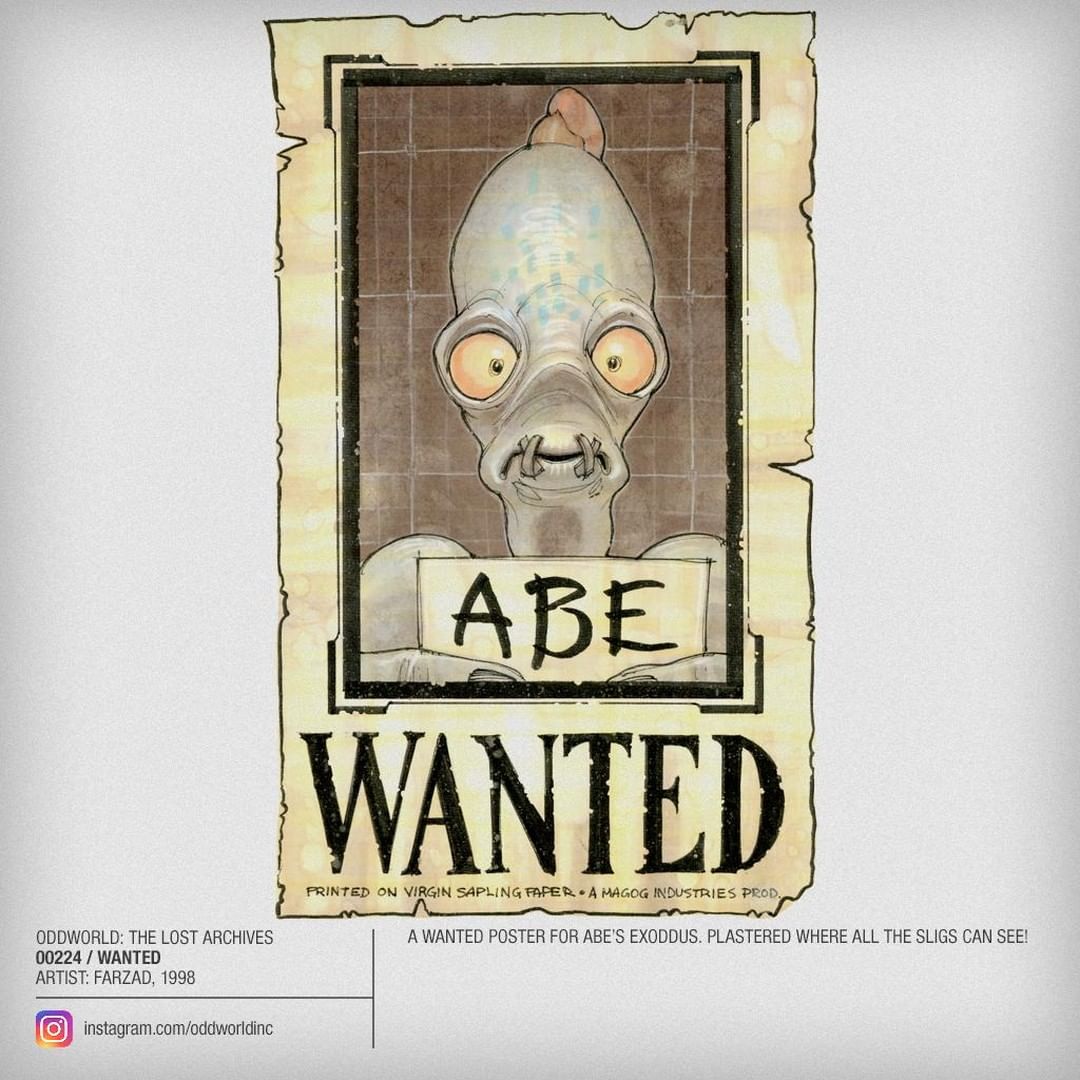 ABE
WANTED
PRINTED ON VIRGIN SAPLING PAPER • A MAGOG INDUSTRIES PROD.
ODDWORLD: THE LOST ARCHIVES
00224 / WANTED
ARTIST: FARZAD, 1998
instagram.com/oddworldinc
A WANTED POSTER FOR ABE'S EXODDUS. PLASTERED WHERE ALL THE SLIGS CAN SEE!